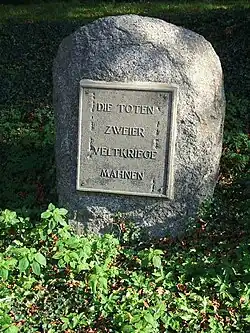 DIE TOTEN
ZWEIER
WELTKRIEGE
MAHNEN